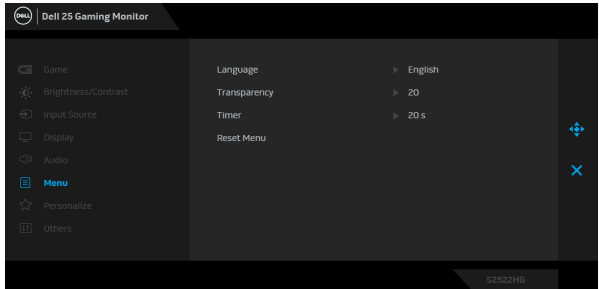 DELL Dell 25 Gaming Monitor
Game
Brightness/Contrast
Input Source
Display
Audio
Menu
Personalize
Others
Language English
Transparency 20
Timer 20 s
Reset Menu
S2522HG